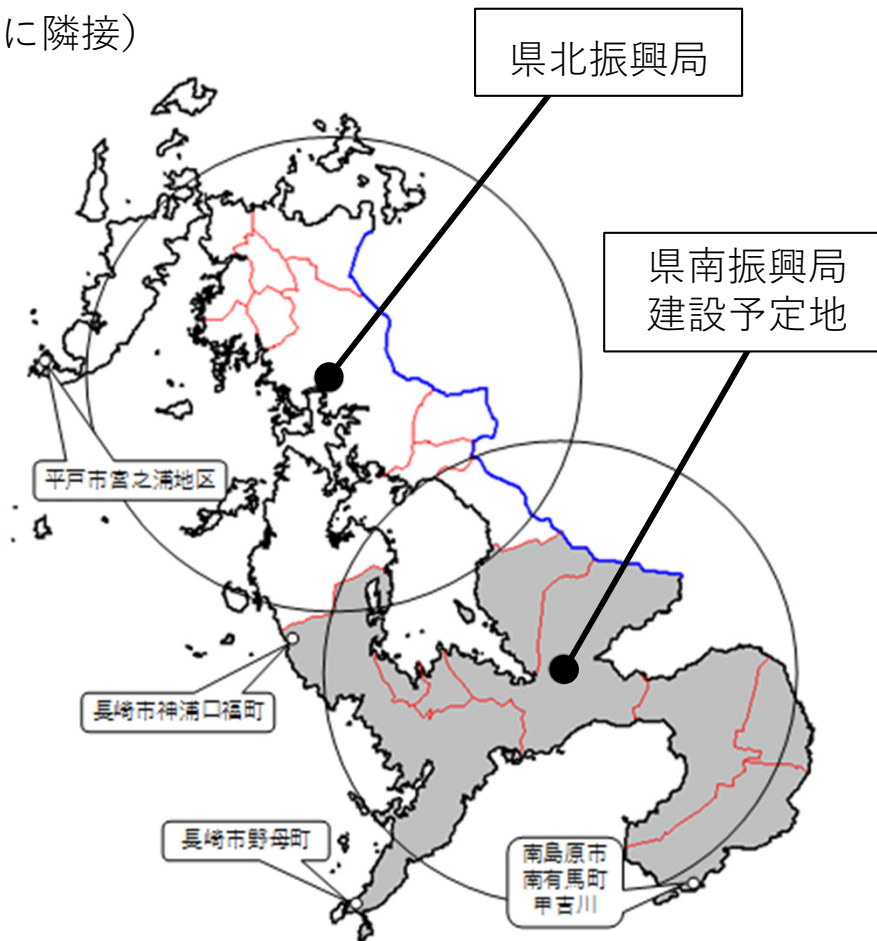 に隣接)
県北振興局
県南振興局
建設予定地
平戸市宮之浦地区
長崎市神浦口福町
長崎市野母町
南島原市
南有馬町
甲吉川